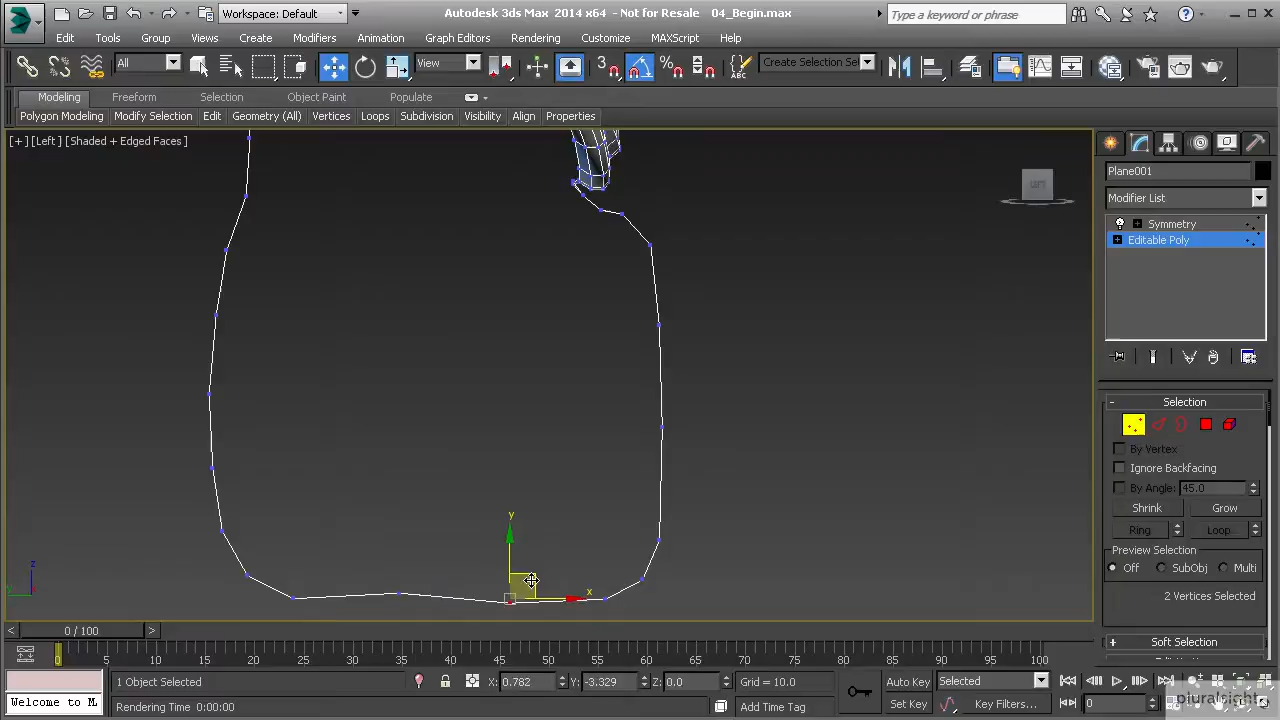 Workspace: Default
Autodesk 3ds Max 2014 x64 - Not for Resale 04_Begin.max
Type a keyword or phrase
Edit Tools Group Views Create Modifiers Animation Graph Editors Rendering Customize MAXScript Help
All View 3 Create Selection Se
Modeling Freeform Selection Object Paint Populate
Polygon Modeling Modify Selection Edit Geometry (All) Vertices Loops Subdivision Visibility Align Properties
[+] [Left] [Shaded + Edged Faces ]
Plane001
Modifier List
Symmetry
Editable Poly
- Selection
By Vertex
Ignore Backfacing
By Angle: 45.0
Shrink Grow
Ring Loop
Preview Selection
Off SubObj Multi
2 Vertices Selected
+ Soft Selection
y
x
z
< 0 / 100 >
0 5 10 15 20 25 30 35 40 45 50 55 60 65 70 75 80 85 90 95 100
1 Object Selected X: 0.782 Y: -3.329 Z: 0.0 Grid = 10.0 Auto Key Selected
Welcome to M Rendering Time 0:00:00 Add Time Tag Set Key Key Filters... 0
pluralsight